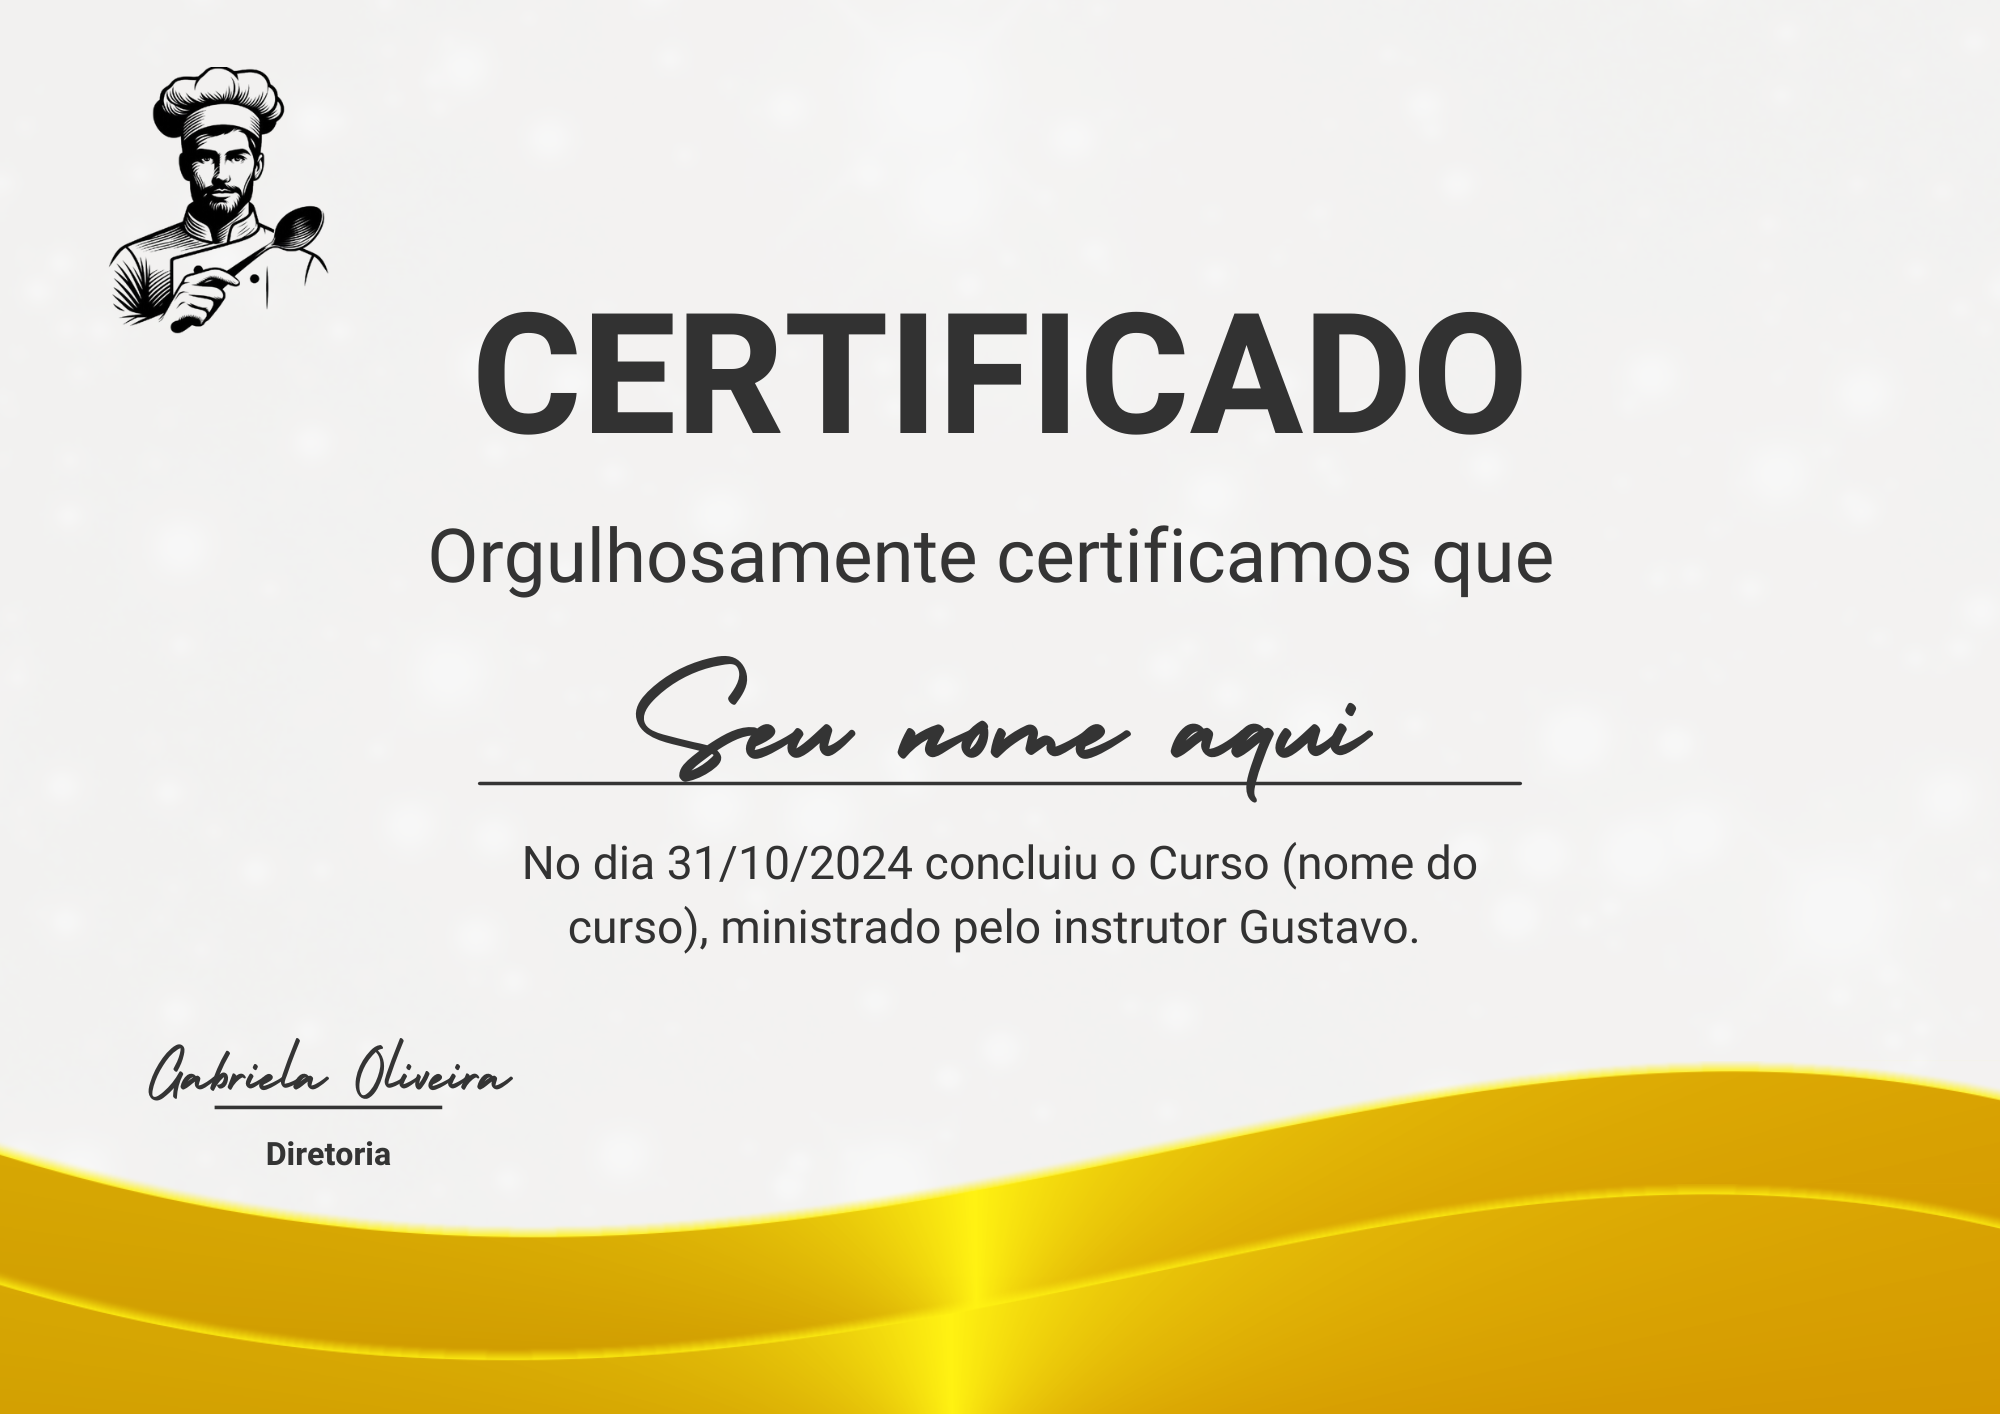 CERTIFICADO
Orgulhosamente certificamos que
Seu nome aqui
No dia 31/10/2024 concluiu o Curso (nome do
curso), ministrado pelo instrutor Gustavo.
Gabriela Oliveira
Diretoria